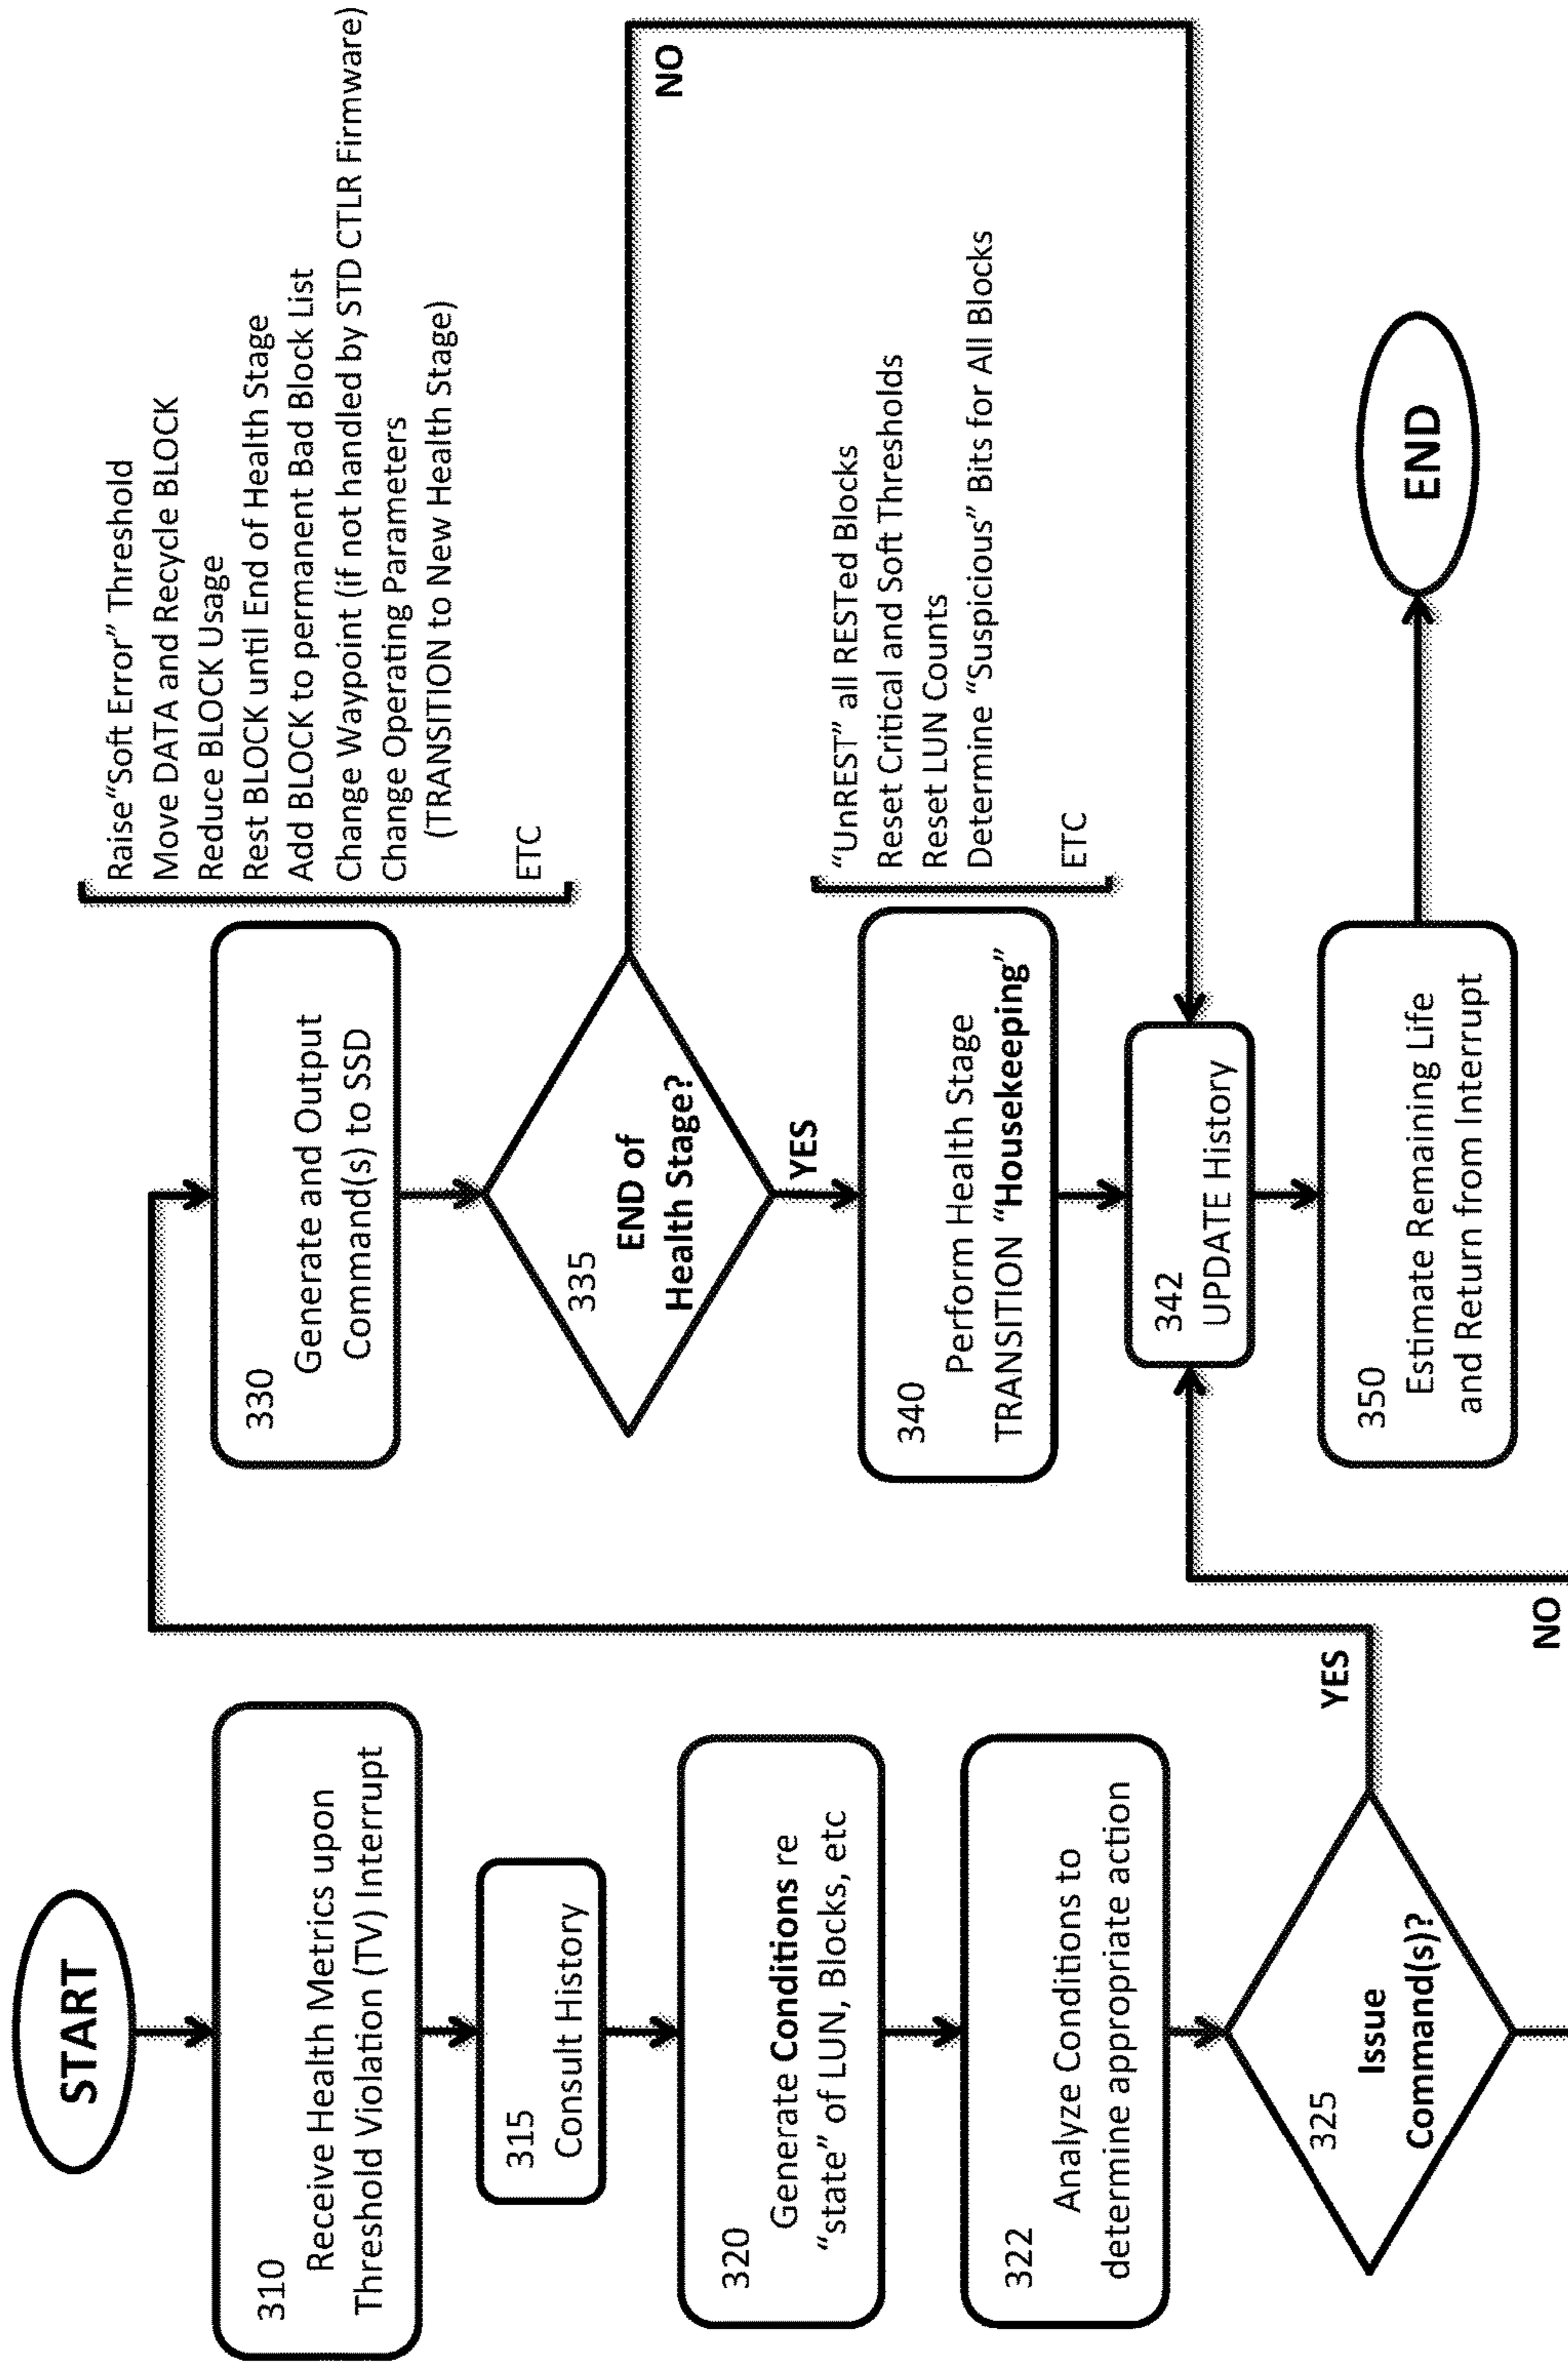 START
310
Receive Health Metrics upon
Threshold Violation (TV) Interrupt
315
Consult History
320
Generate Conditions re
“state” of LUN, Blocks, etc
322
Analyze Conditions to
determine appropriate action
325
Issue
Command(s)?
YES
NO
330
Generate and Output
Command(s) to SSD
Raise“Soft Error” Threshold
Move DATA and Recycle BLOCK
Reduce BLOCK Usage
Rest BLOCK until End of Health Stage
Add BLOCK to permanent Bad Block List
Change Waypoint (if not handled by STD CTLR Firmware)
Change Operating Parameters
(TRANSITION to New Health Stage)
ETC
335
END of
Health Stage?
NO
YES
340
Perform Health Stage
TRANSITION “Housekeeping”
“UnREST” all RESTed Blocks
Reset Critical and Soft Thresholds
Reset LUN Counts
Determine “Suspicious” Bits for All Blocks
ETC
342
UPDATE History
350
Estimate Remaining Life
and Return from Interrupt
END